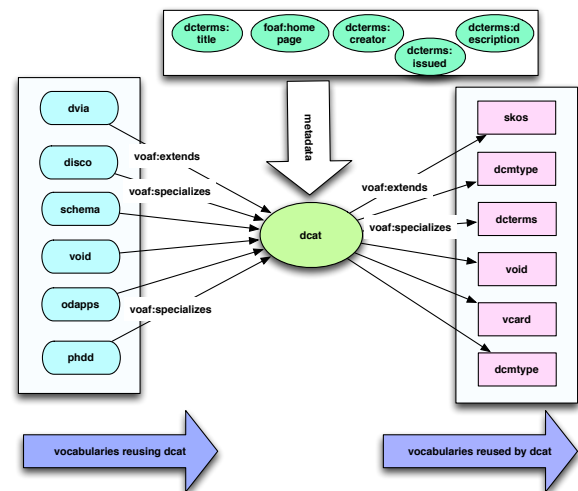 dcterms:
title
foaf:home
page
dcterms:
creator
dcterms:
issued
dcterms:d
escription
metadata
dvia
disco
schema
void
odapps
phdd
voaf:extends
voaf:specializes
voaf:specializes
dcat
voaf:extends
voaf:specializes
skos
dcmtype
dcterms
void
vcard
dcmtype
vocabularies reusing dcat
vocabularies reused by dcat